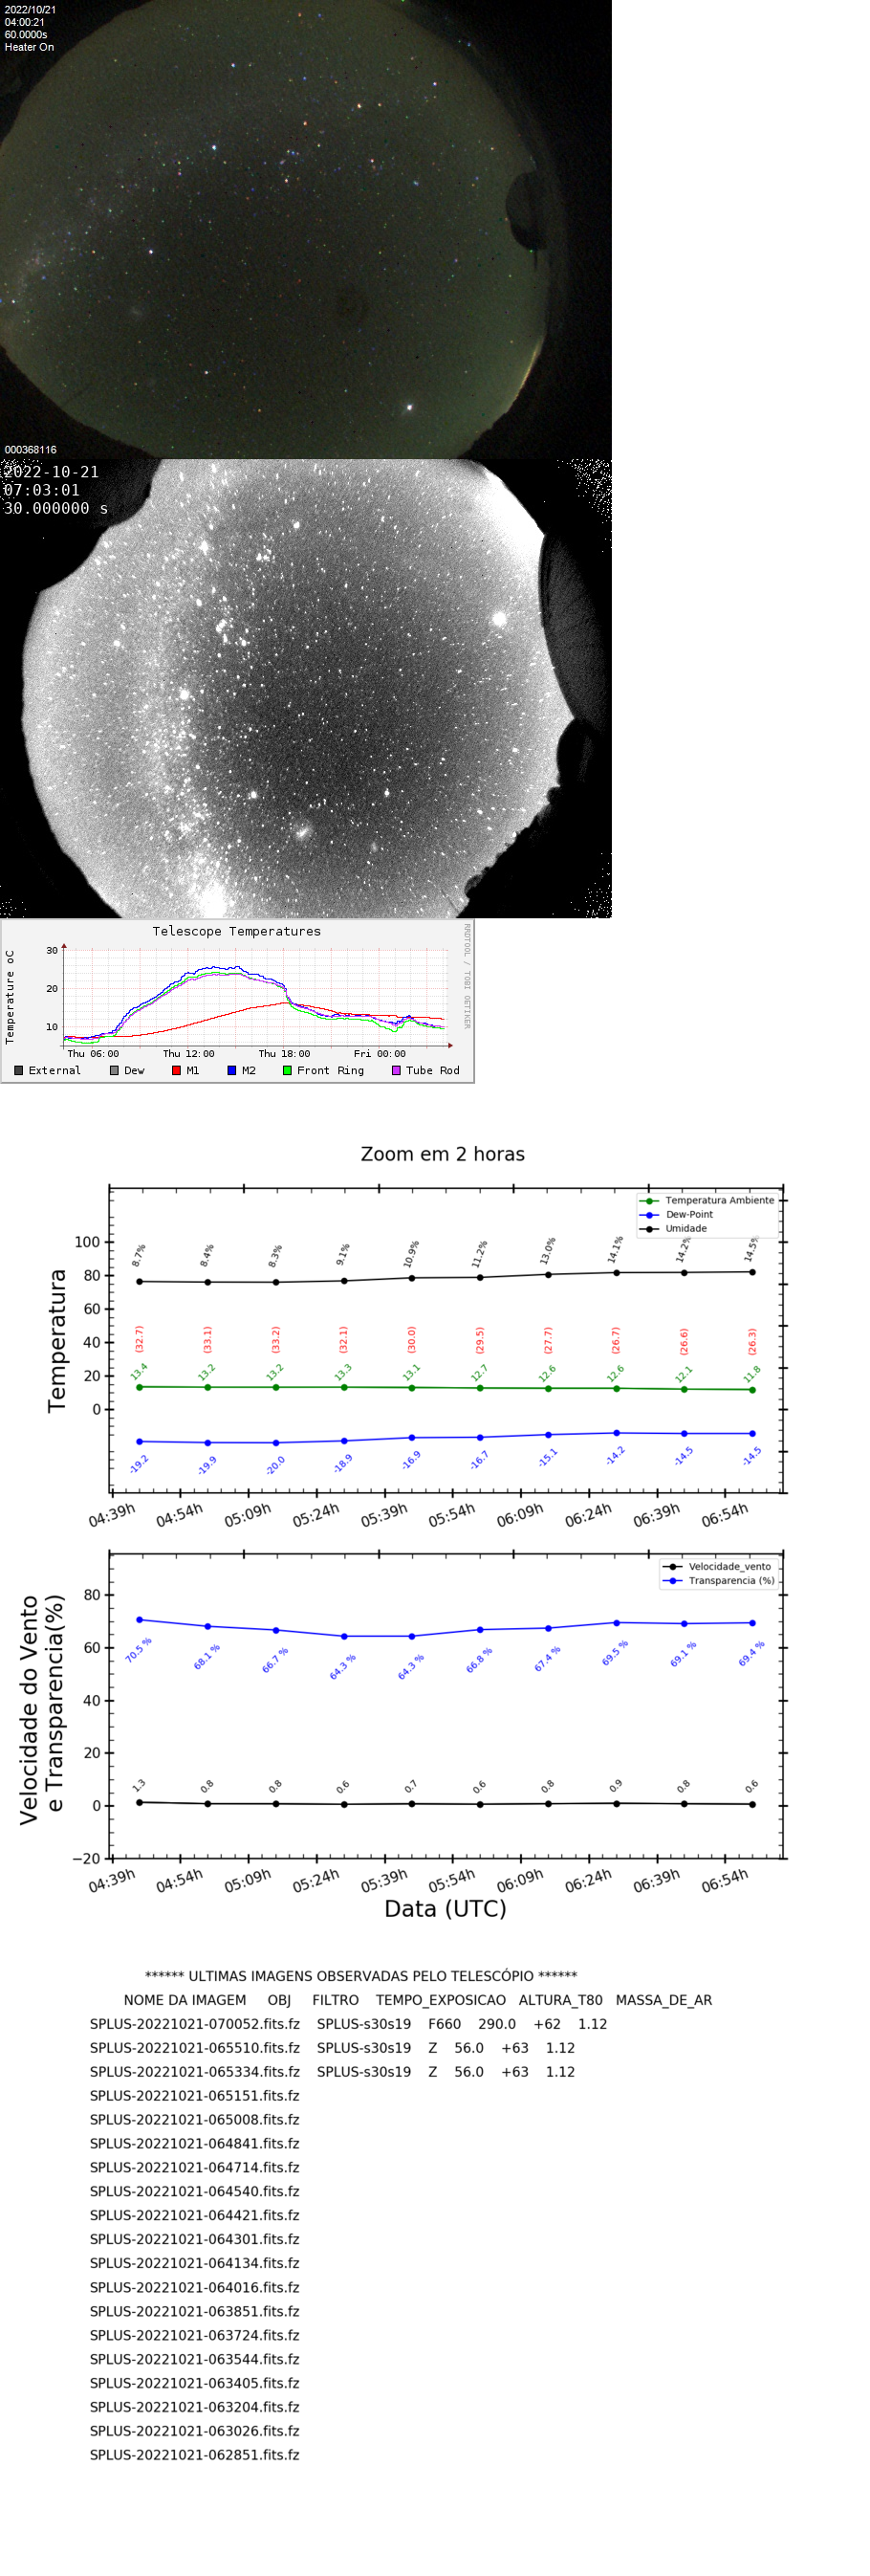 2022/10/21
04:00:21
60.0000s
Heater On
000368116
2022-10-21
07:03:01
30.000000 s
Telescope Temperatures
RRDTOOL / TOBI OETIKER
Temperature oC
30
20
10
Thu 06:00 Thu 12:00 Thu 18:00 Fri 00:00
External Dew M1 M2 Front Ring Tube Rod
Zoom em 2 horas
Temperatura Ambiente
Dew-Point
Umidade
Temperatura
100
80
60
40
20
0
8.7% 8.4% 8.3% 9.1% 10.9% 11.2% 13.0% 14.1% 14.2% 14.5%
(32.7) (33.1) (33.2) (32.1) (30.0) (29.5) (27.7) (26.7) (26.6) (26.3)
13.4 13.2 13.2 13.3 13.1 12.7 12.6 12.6 12.1 11.8
-19.2 -19.9 -20.0 -18.9 -16.9 -16.7 -15.1 -14.2 -14.5 -14.5
04:39h 04:54h 05:09h 05:24h 05:39h 05:54h 06:09h 06:24h 06:39h 06:54h
Velocidade_vento
Transparencia (%)
Velocidade do Vento
e Transparencia(%)
80
60
40
20
0
−20
70.5 % 68.1 % 66.7 % 64.3 % 64.3 % 66.8 % 67.4 % 69.5 % 69.1 % 69.4 %
1.3 0.8 0.8 0.6 0.7 0.6 0.8 0.9 0.8 0.6
04:39h 04:54h 05:09h 05:24h 05:39h 05:54h 06:09h 06:24h 06:39h 06:54h
Data (UTC)
****** ULTIMAS IMAGENS OBSERVADAS PELO TELESCÓPIO ******
NOME DA IMAGEM OBJ FILTRO TEMPO_EXPOSICAO ALTURA_T80 MASSA_DE_AR
SPLUS-20221021-070052.fits.fz SPLUS-s30s19 F660 290.0 +62 1.12
SPLUS-20221021-065510.fits.fz SPLUS-s30s19 Z 56.0 +63 1.12
SPLUS-20221021-065334.fits.fz SPLUS-s30s19 Z 56.0 +63 1.12
SPLUS-20221021-065151.fits.fz
SPLUS-20221021-065008.fits.fz
SPLUS-20221021-064841.fits.fz
SPLUS-20221021-064714.fits.fz
SPLUS-20221021-064540.fits.fz
SPLUS-20221021-064421.fits.fz
SPLUS-20221021-064301.fits.fz
SPLUS-20221021-064134.fits.fz
SPLUS-20221021-064016.fits.fz
SPLUS-20221021-063851.fits.fz
SPLUS-20221021-063724.fits.fz
SPLUS-20221021-063544.fits.fz
SPLUS-20221021-063405.fits.fz
SPLUS-20221021-063204.fits.fz
SPLUS-20221021-063026.fits.fz
SPLUS-20221021-062851.fits.fz